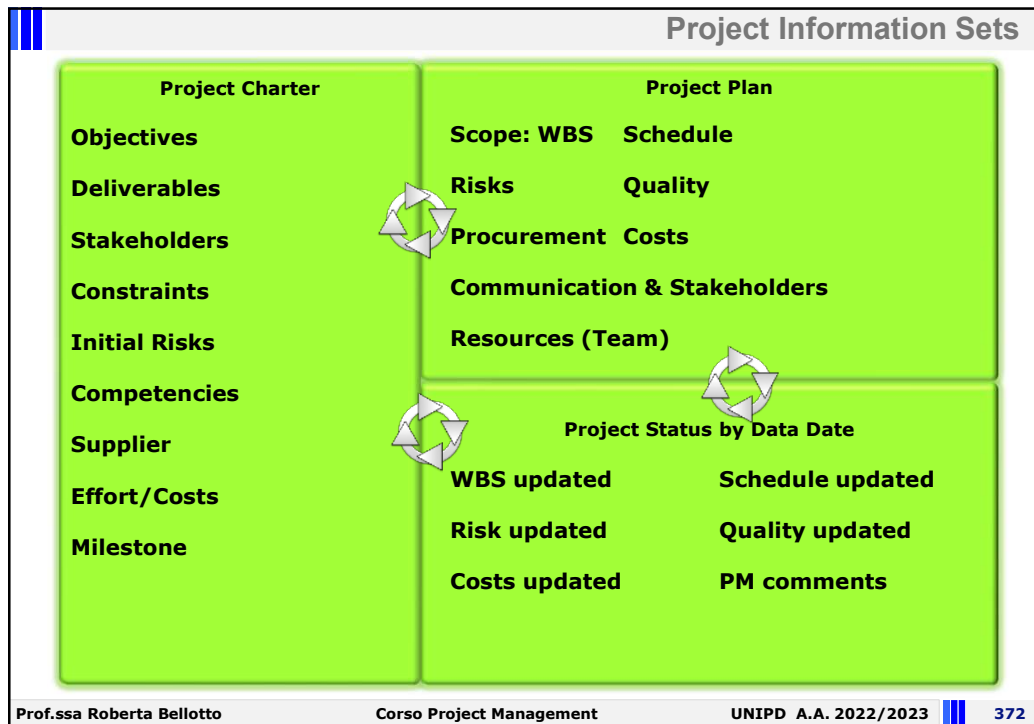 Project Information Sets
Project Charter
Objectives
Deliverables
Stakeholders
Constraints
Initial Risks
Competencies
Supplier
Effort/Costs
Milestone
Project Plan
Scope: WBS Schedule
Risks Quality
Procurement Costs
Communication & Stakeholders
Resources (Team)
Project Status by Data Date
WBS updated Schedule updated
Risk updated Quality updated
Costs updated PM comments
Prof.ssa Roberta Bellotto Corso Project Management UNIPD A.A. 2022/2023 372